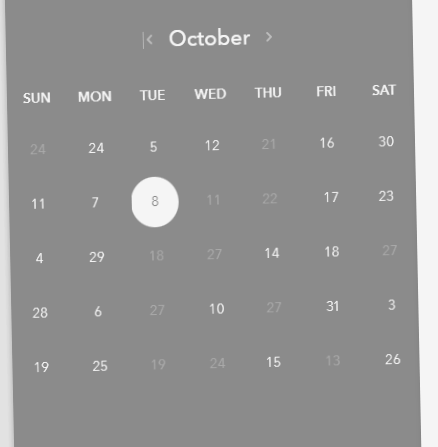 October
SUN MON TUE WED THU FRI SAT
24 24 5 12 21 16 30
11 7 8 11 22 17 23
4 29 18 27 14 18 27
28 6 27 10 27 31 3
19 25 19 24 15 13 26